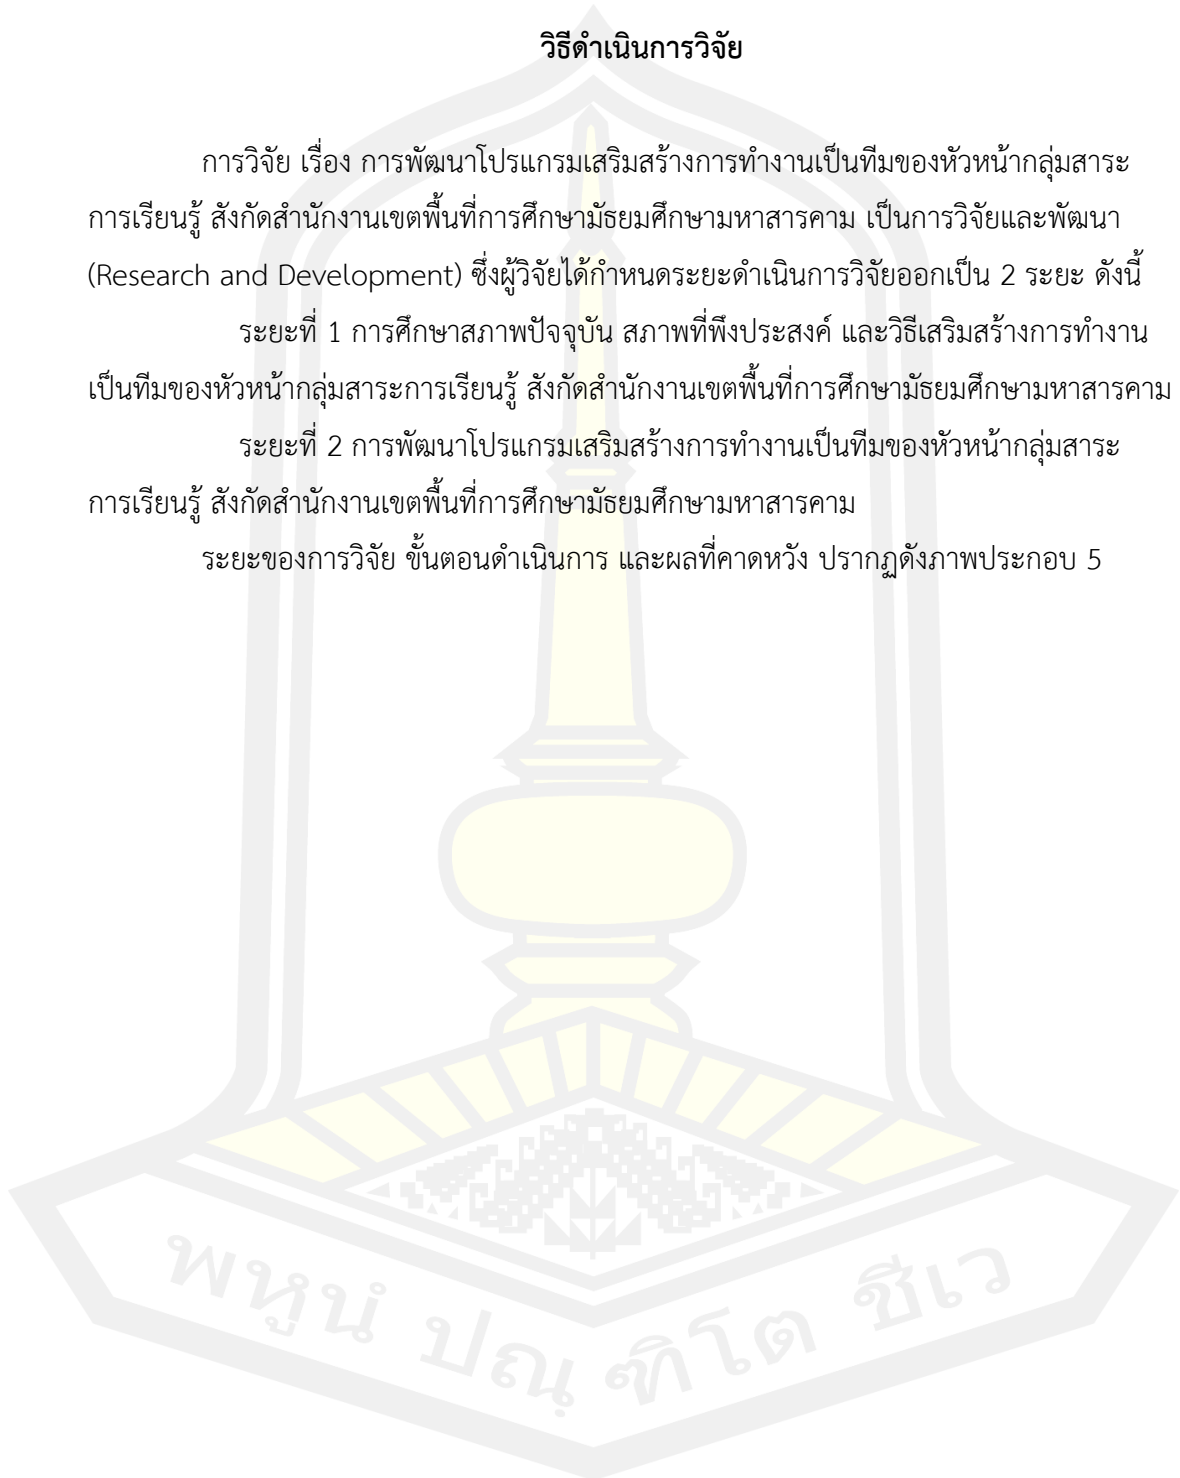 วิธีดำเนินการวิจัย
การวิจัย เรื่อง การพัฒนาโปรแกรมเสริมสร้างการทำงานเป็นทีมของหัวหน้ากลุ่มสาระ
การเรียนรู้ สังกัดสำนักงานเขตพื้นที่การศึกษามัธยมศึกษามหาสารคาม เป็นการวิจัยและพัฒนา
(Research and Development) ซึ่งผู้วิจัยได้กำหนดระยะดำเนินการวิจัยออกเป็น 2 ระยะ ดังนี้
ระยะที่ 1 การศึกษาสภาพปัจจุบัน สภาพที่พึงประสงค์ และวิธีเสริมสร้างการทำงาน
เป็นทีมของหัวหน้ากลุ่มสาระการเรียนรู้ สังกัดสำนักงานเขตพื้นที่การศึกษามัธยมศึกษามหาสารคาม
ระยะที่ 2 การพัฒนาโปรแกรมเสริมสร้างการทำงานเป็นทีมของหัวหน้ากลุ่มสาระ
การเรียนรู้ สังกัดสำนักงานเขตพื้นที่การศึกษามัธยมศึกษามหาสารคาม
ระยะของการวิจัย ขั้นตอนดำเนินการ และผลที่คาดหวัง ปรากฏดังภาพประกอบ 5
พหูนํ ปณฺ ฑิโต ชีเว